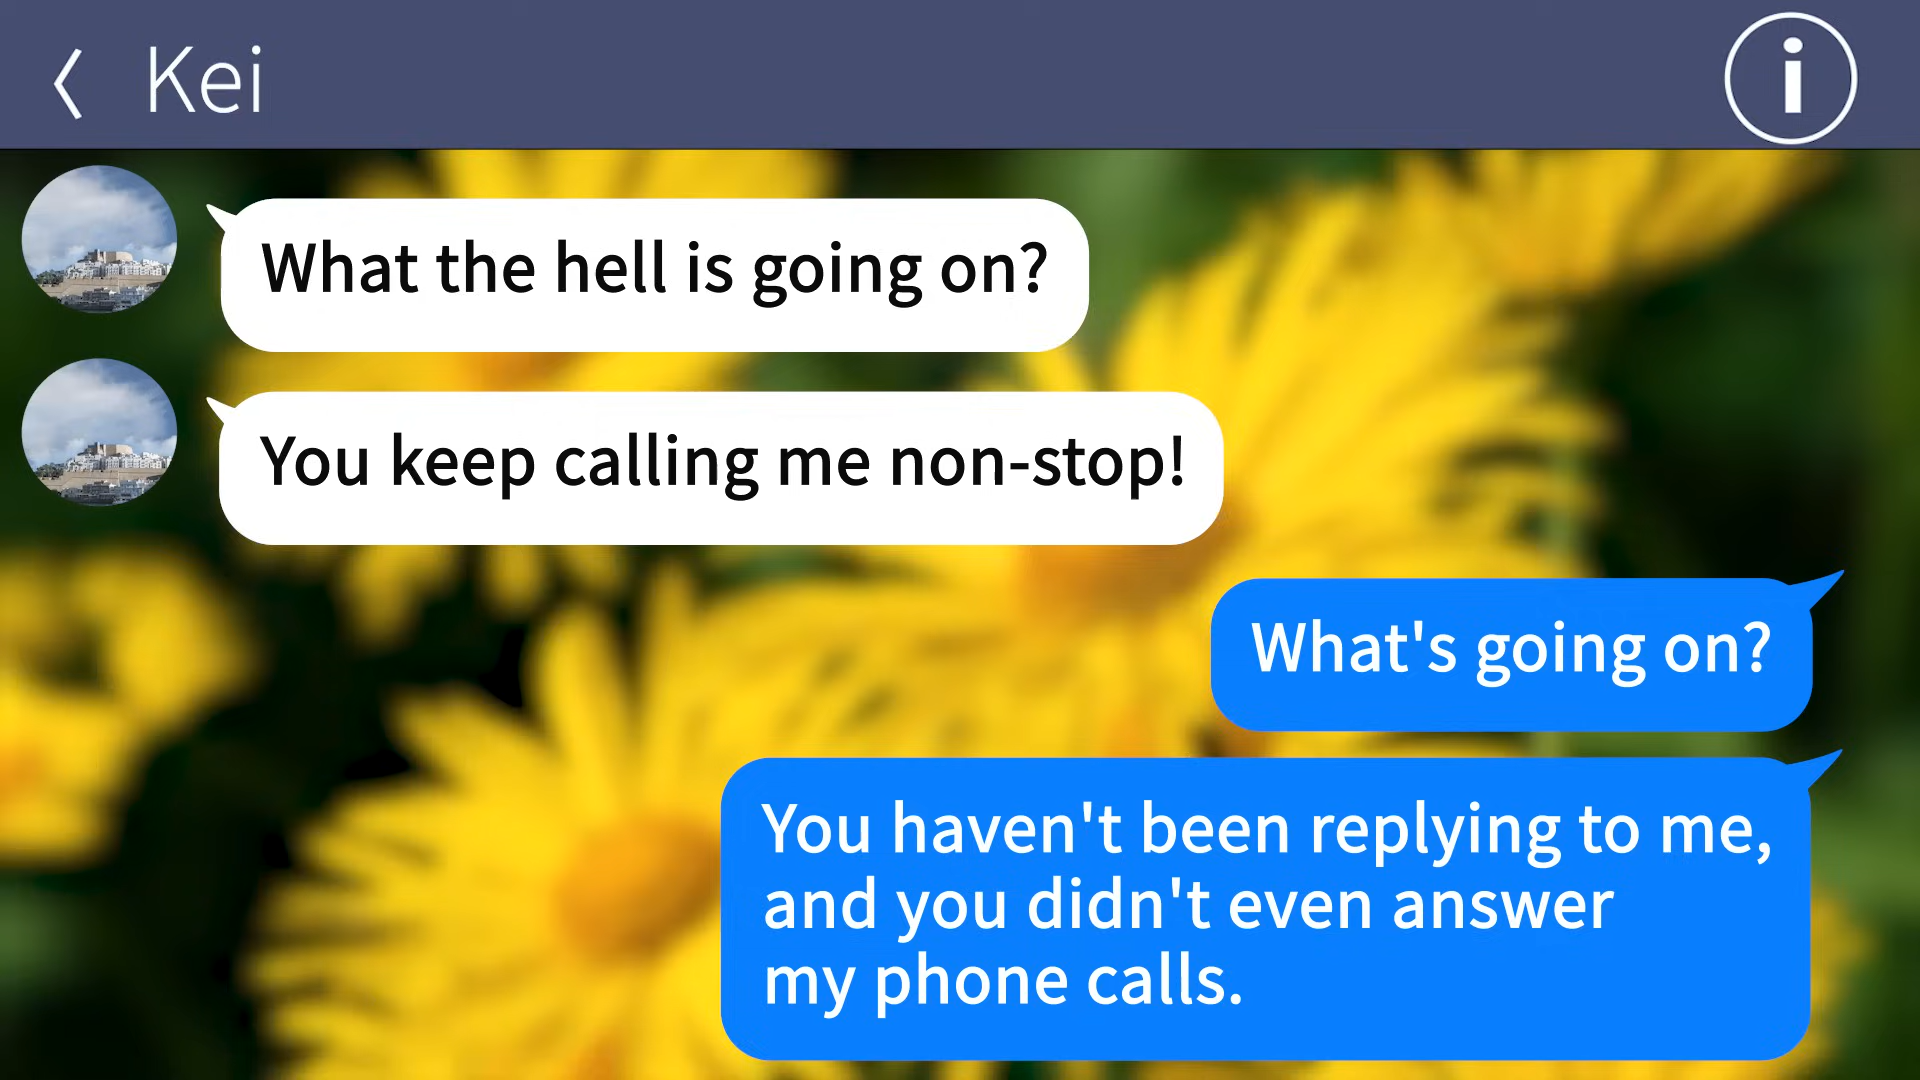 Kei
What the hell is going on?
You keep calling me non-stop!
What's going on?
You haven't been replying to me,
and you didn't even answer
my phone calls.